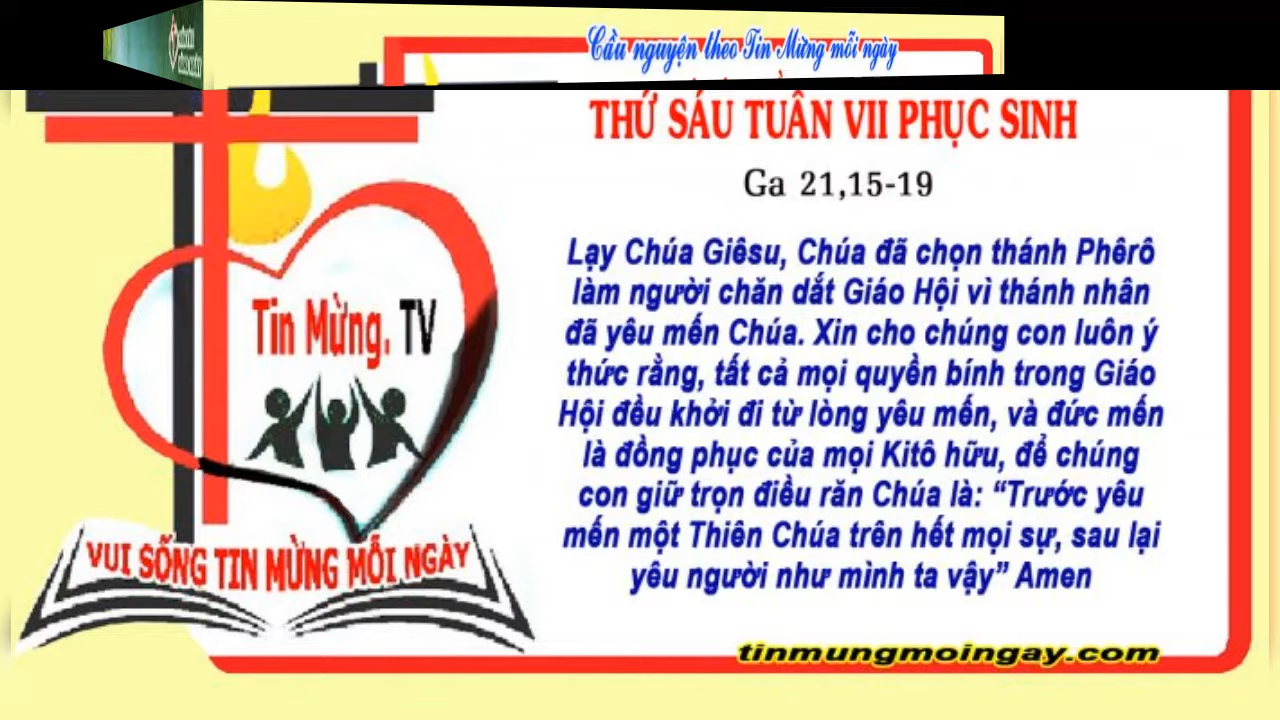 Cầu nguyện theo Tin Mừng mỗi ngày
THỨ SÁU TUẦN VII PHỤC SINH
Ga 21,15-19
Lạy Chúa Giêsu, Chúa đã chọn thánh Phêrô
làm người chăn dắt Giáo Hội vì thánh nhân
đã yêu mến Chúa. Xin cho chúng con luôn ý
thức rằng, tất cả mọi quyền bính trong Giáo
Hội đều khởi đi từ lòng yêu mến, và đức mến
là đồng phục của mọi Kitô hữu, để chúng
con giữ trọn điều răn Chúa là: “Trước yêu
mến một Thiên Chúa trên hết mọi sự, sau lại
yêu người như mình ta vậy” Amen
Tin Mừng. TV
VUI SỐNG TIN MỪNG MỖI NGÀY
tinmungmoingay.com